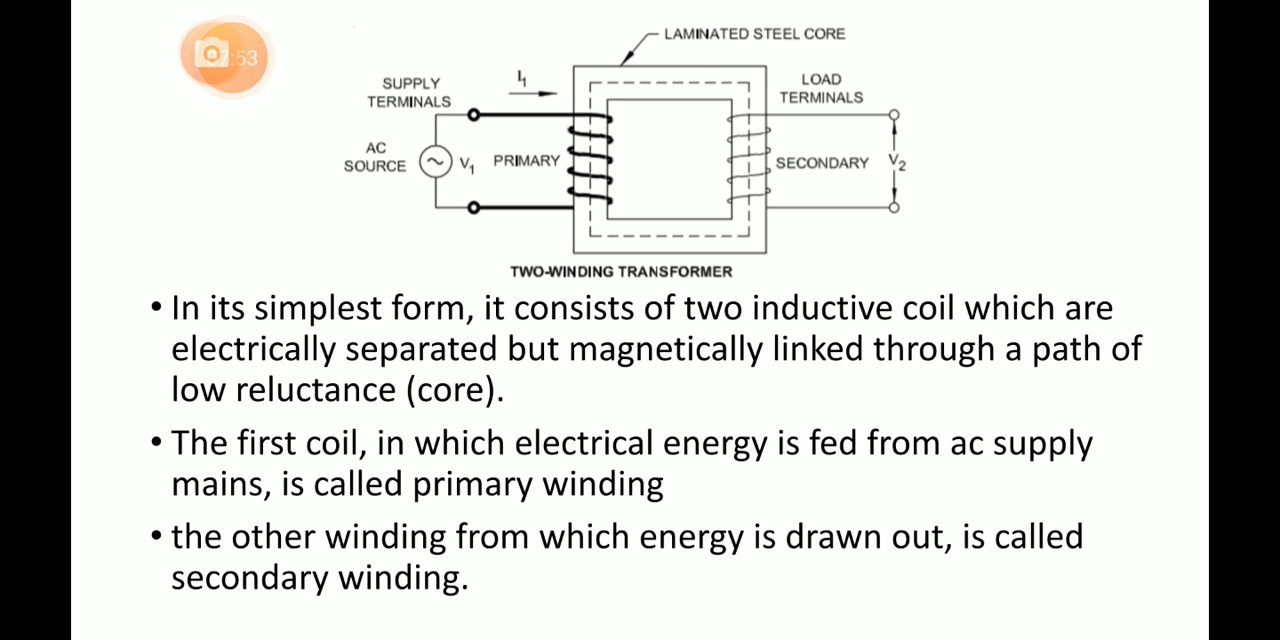 LAMINATED STEEL CORE
07:53
I1
SUPPLY
TERMINALS
LOAD
TERMINALS
AC
SOURCE
V1
PRIMARY
SECONDARY
V2
TWO-WINDING TRANSFORMER
• In its simplest form, it consists of two inductive coil which are
electrically separated but magnetically linked through a path of
low reluctance (core).
• The first coil, in which electrical energy is fed from ac supply
mains, is called primary winding
• the other winding from which energy is drawn out, is called
secondary winding.